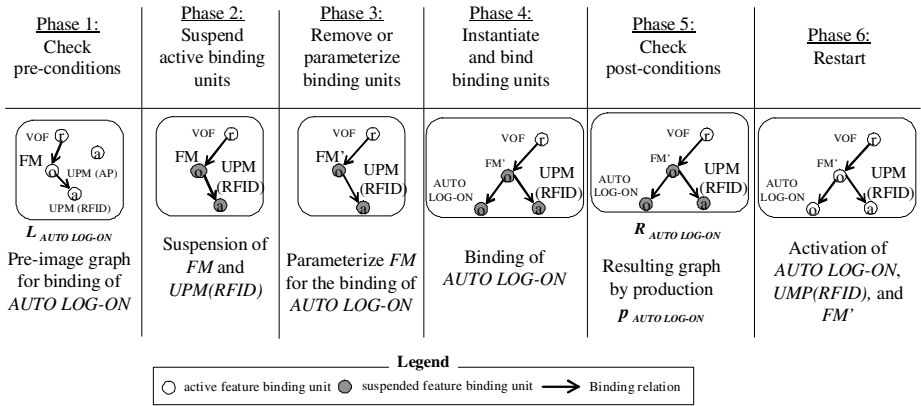 Phase 1:
Check
pre-conditions
Phase 2:
Suspend
active binding
units
Phase 3:
Remove or
parameterize
binding units
Phase 4:
Instantiate
and bind
binding units
Phase 5:
Check
post-conditions
Phase 6:
Restart
VOF
r
FM
a
o
UPM (AP)
a
UPM (RFID)
L AUTO LOG-ON
Pre-image graph
for binding of
AUTO LOG-ON
VOF
r
FM
o
UPM
(RFID)
a
Suspension of
FM and
UPM(RFID)
VOF
r
FM'
o
UPM
(RFID)
a
Parameterize FM
for the binding of
AUTO LOG-ON
VOF
r
FM'
o
UPM
(RFID)
AUTO
LOG-ON
o
a
Binding of
AUTO LOG-ON
VOF
r
FM'
o
UPM
(RFID)
AUTO
LOG-ON
o
a
R AUTO LOG-ON
Resulting graph
by production
p AUTO LOG-ON
VOF
r
FM'
o
UPM
(RFID)
AUTO
LOG-ON
o
a
Activation of
AUTO LOG-ON,
UMP(RFID), and
FM'
Legend
active feature binding unit
suspended feature binding unit
Binding relation